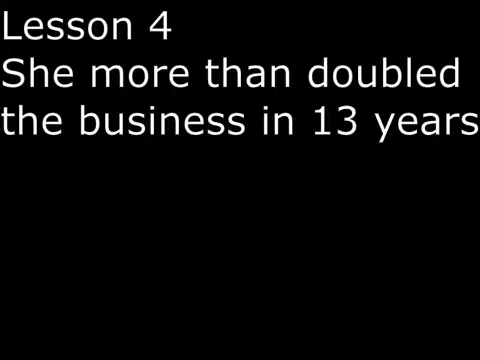 Lesson 4
She more than doubled
the business in 13 years